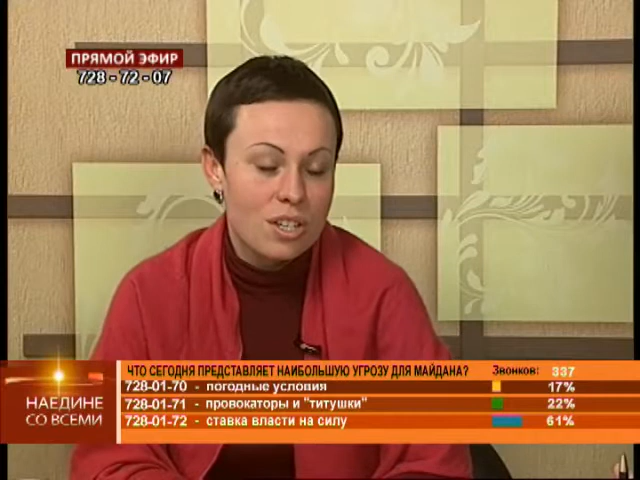 ПРЯМОЙ ЭФИР
728 - 72 - 07
ЧТО СЕГОДНЯ ПРЕДСТАВЛЯЕТ НАИБОЛЬШУЮ УГРОЗУ ДЛЯ МАЙДАНА? Звонков: 337
728-01-70 - погодные условия 17%
728-01-71 - провокаторы и "титушки" 22%
728-01-72 - ставка власти на силу 61%
НАЕДИНЕ
СО ВСЕМИ